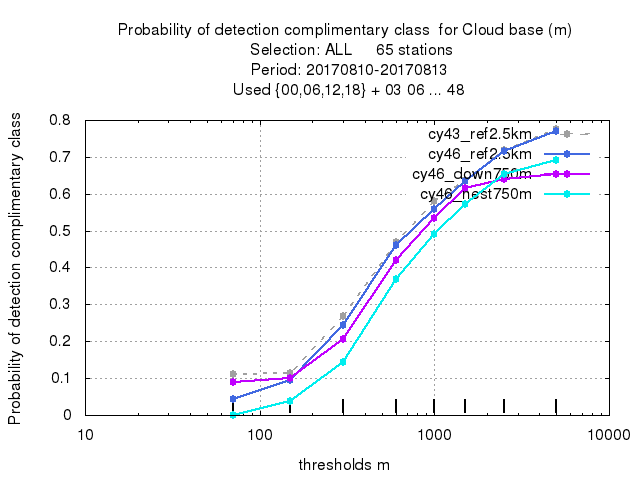 Probability of detection complimentary class  for Cloud base (m)
Selection: ALL     65 stations
Period: 20170810-20170813
Used {00,06,12,18} + 03 06 ... 48
Probability of detection complimentary class
0.8
0.7
0.6
0.5
0.4
0.3
0.2
0.1
0
cy43_ref2.5km
cy46_ref2.5km
cy46_down750m
cy46_nest750m
10
100
1000
10000
thresholds m